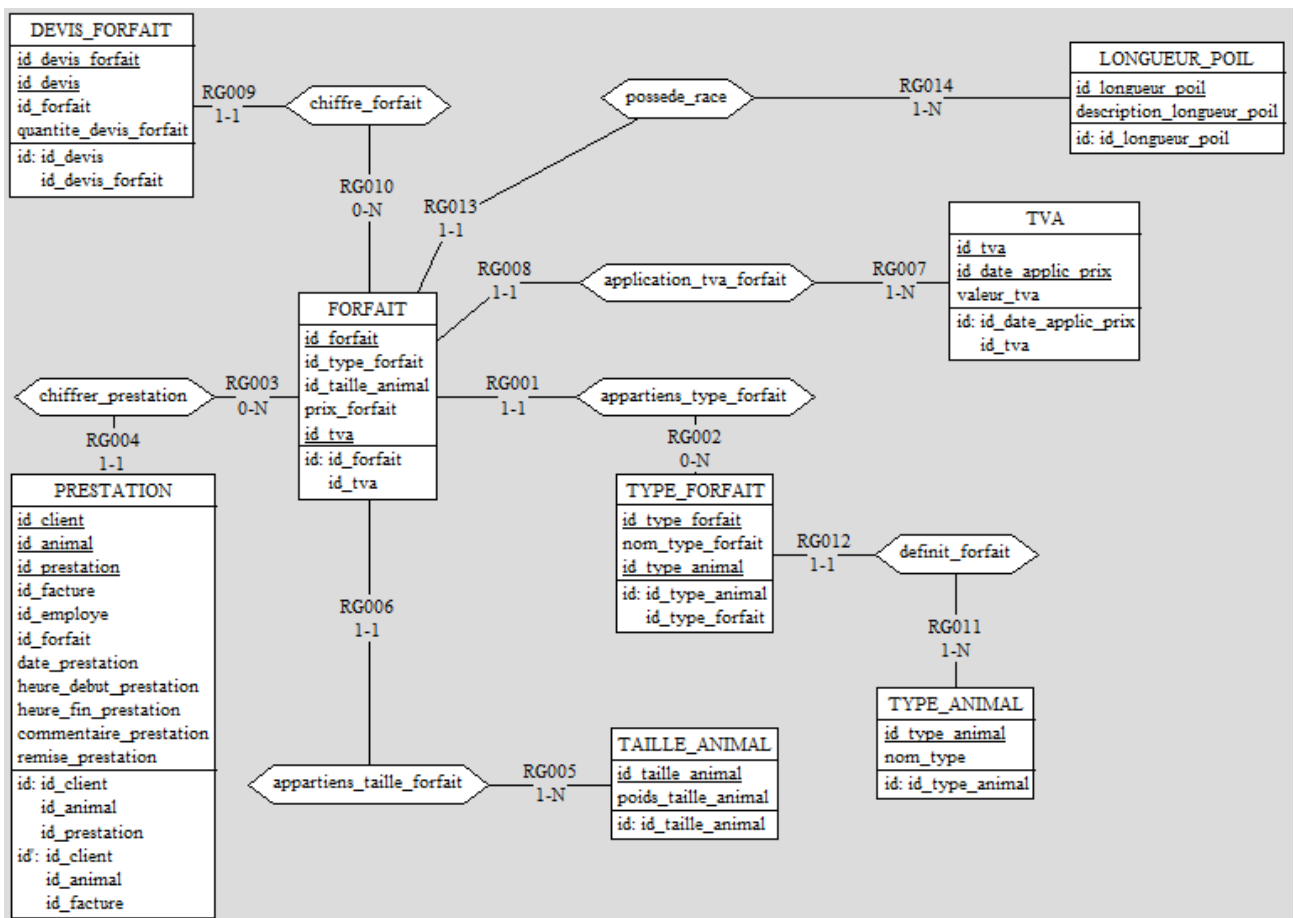 DEVIS_FORFAIT
id_devis_forfait
id_devis
id_forfait
quantite_devis_forfait
id: id_devis
id_devis_forfait
RG009
1-1
chiffre_forfait
RG010
0-N
possede_race
RG014
1-N
LONGUEUR_POIL
id_longueur_poil
description_longueur_poil
id: id_longueur_poil
RG013
1-1
RG008
1-1
application_tva_forfait
RG007
1-N
TVA
id_tva
id_date_applic_prix
valeur_tva
id: id_date_applic_prix
id_tva
FORFAIT
id_forfait
id_type_forfait
id_taille_animal
prix_forfait
id_tva
id: id_forfait
id_tva
chiffrer_prestation
RG003
0-N
RG004
1-1
RG001
1-1
appartiens_type_forfait
RG002
0-N
PRESTATION
id_client
id_animal
id_prestation
id_facture
id_employe
id_forfait
date_prestation
heure_debut_prestation
heure_fin_prestation
commentaire_prestation
remise_prestation
id: id_client
id_animal
id_prestation
id': id_client
id_animal
id_facture
TYPE_FORFAIT
id_type_forfait
nom_type_forfait
id_type_animal
id: id_type_animal
id_type_forfait
RG012
1-1
definit_forfait
RG011
1-N
TYPE_ANIMAL
id_type_animal
nom_type
id: id_type_animal
RG006
1-1
appartiens_taille_forfait
RG005
1-N
TAILLE_ANIMAL
id_taille_animal
poids_taille_animal
id: id_taille_animal